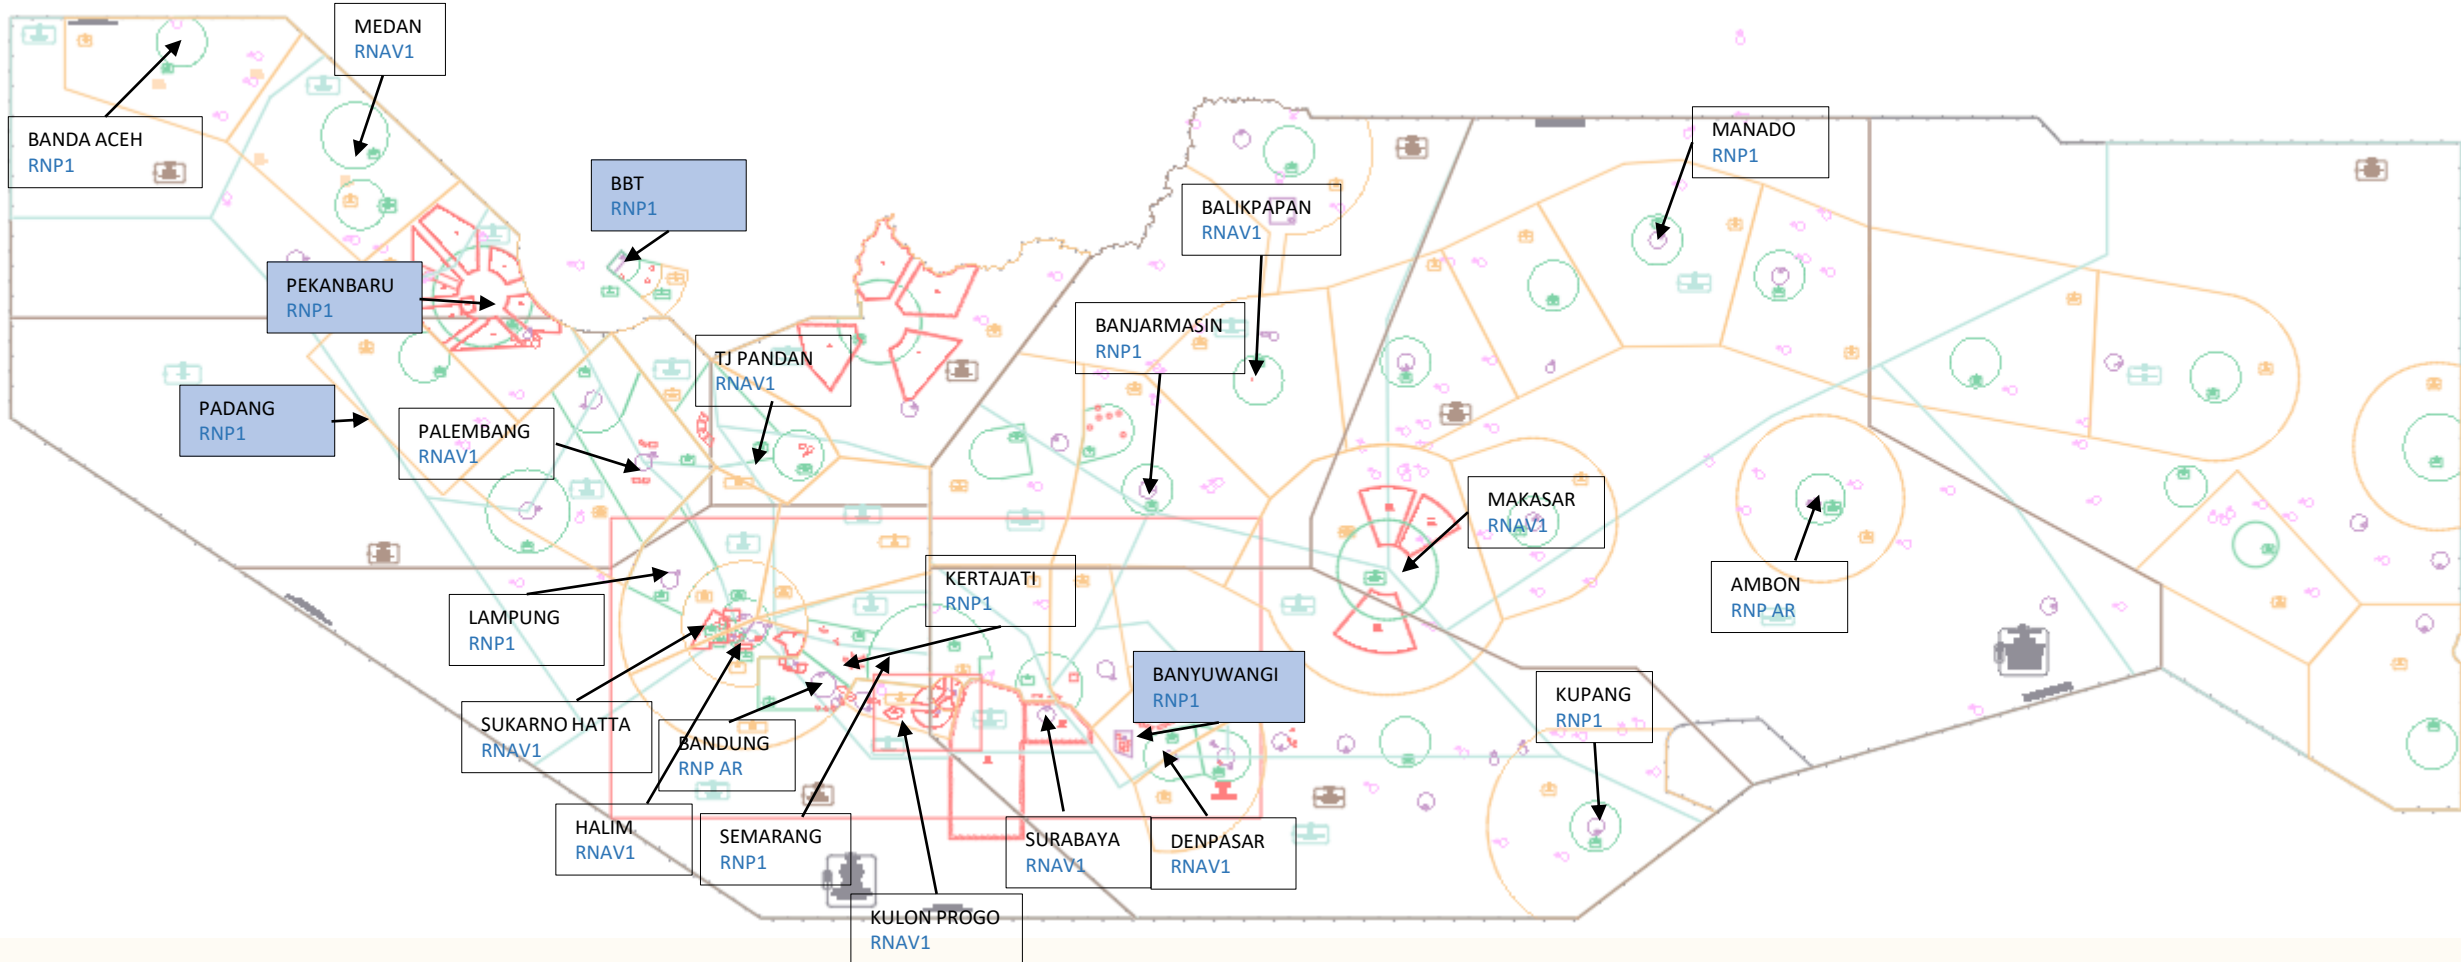 MEDAN
RNAV1
BANDA ACEH
RNP1
MANADO
RNP1
BBT
RNP1
BALIKPAPAN
RNAV1
PEKANBARU
RNP1
BANJARMASIN
RNP1
TJ PANDAN
RNAV1
PADANG
RNP1
PALEMBANG
RNAV1
MAKASAR
RNAV1
KERTAJATI
RNP1
AMBON
RNP AR
LAMPUNG
RNP1
BANYUWANGI
RNP1
KUPANG
RNP1
SUKARNO HATTA
RNAV1
BANDUNG
RNP AR
HALIM
RNAV1
SEMARANG
RNP1
SURABAYA
RNAV1
DENPASAR
RNAV1
KULON PROGO
RNAV1